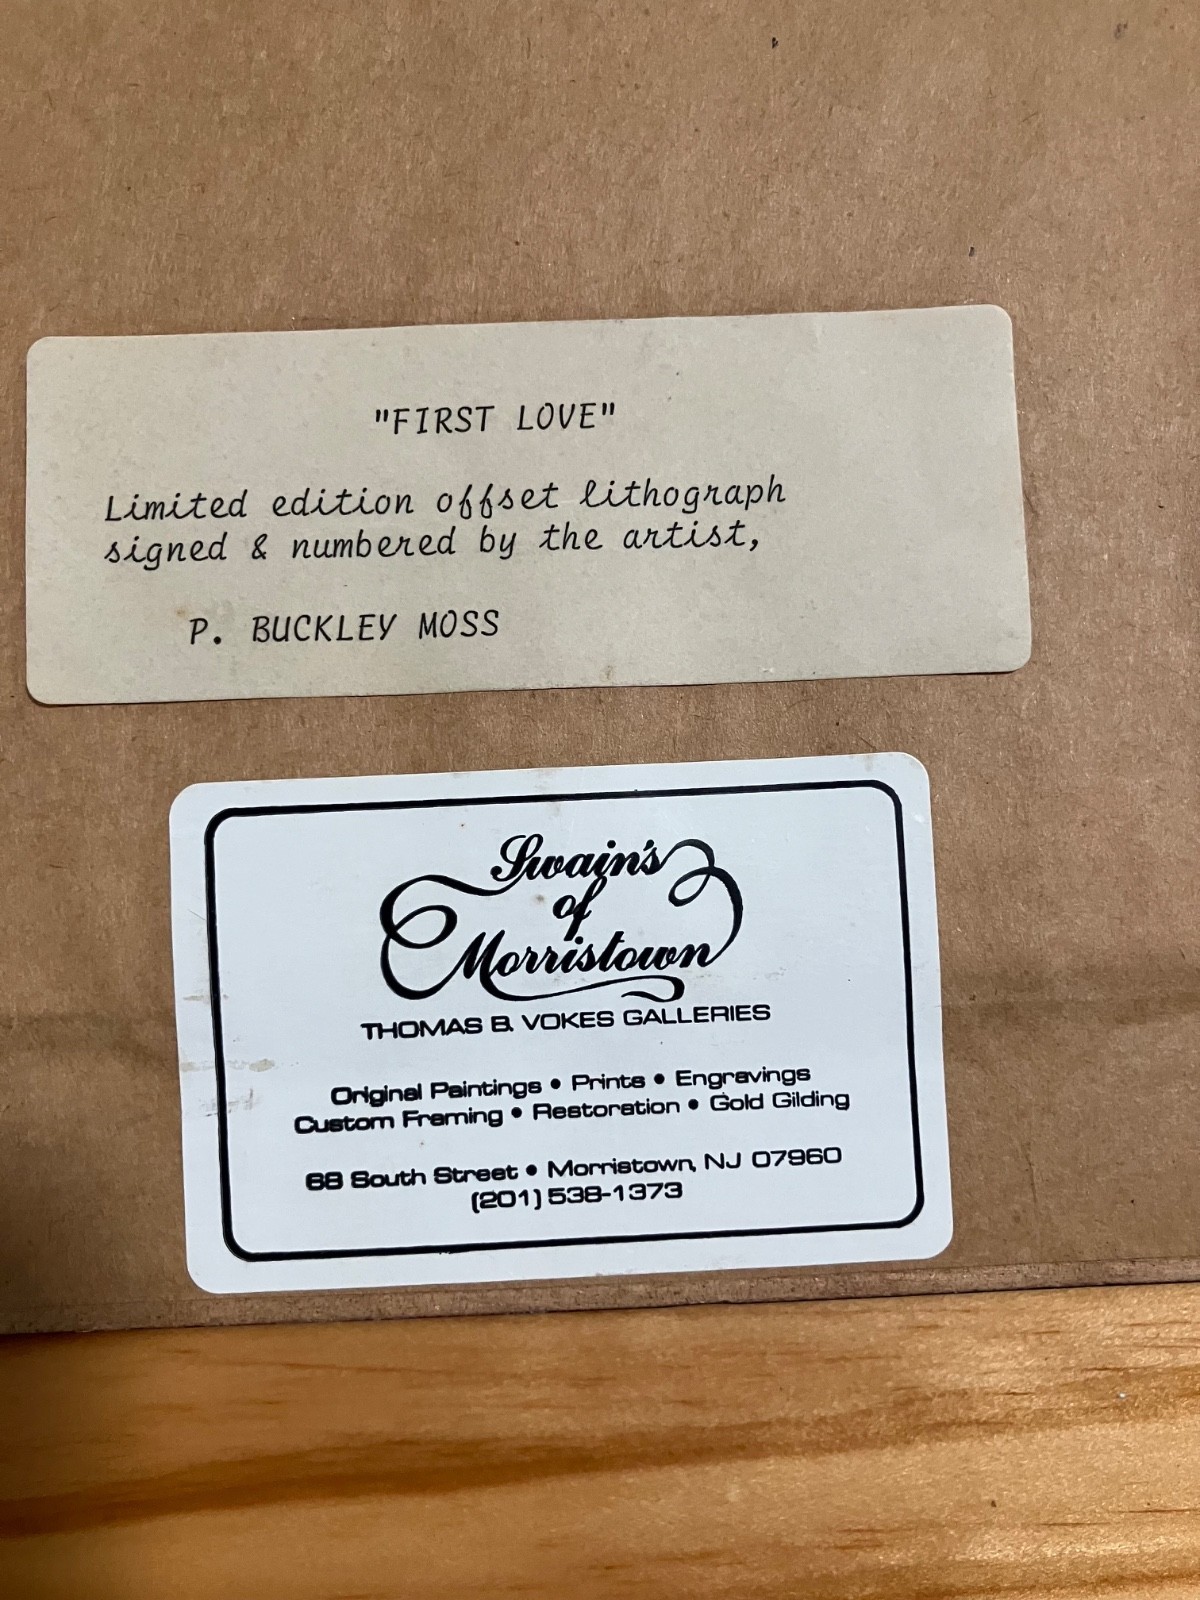 "FIRST LOVE"
Limited edition offset lithograph
signed & numbered by the artist,
P. BUCKLEY MOSS
Swain's
of
Morristown
THOMAS B. VOKES GALLERIES
Original Paintings • Prints • Engravings
Custom Framing • Restoration • Gold Gilding
68 South Street • Morristown, NJ 07960
(201) 538-1373